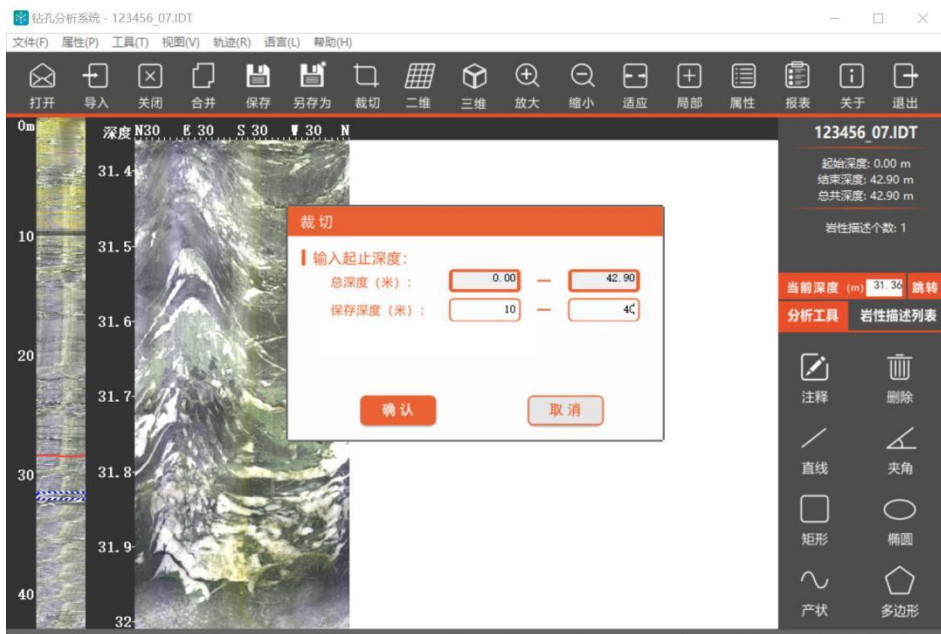 钻孔分析系统 - 123456_07.IDT
文件(F) 属性(P) 工具(T) 视图(V) 轨迹(R) 语言(L) 帮助(H)
打开 导入 关闭 合并 保存 另存为 裁切 二维 三维 放大 缩小 适应 局部 属性 报表 关于 退出
0m
10
20
30
40
深度 N30 E 30 S 30 W 30 N
31.4
31.5
31.6
31.7
31.8
31.9
32
裁切
输入起止深度:
总深度（米）: 0.00 — 42.90
保存深度（米）: 10 — 40
确认 取消
123456_07.IDT
起始深度: 0.00 m
结束深度: 42.90 m
总共深度: 42.90 m
岩性描述个数: 1
当前深度 (m) 31.36 跳转
分析工具 岩性描述列表
注释 删除
直线 夹角
矩形 椭圆
产状 多边形